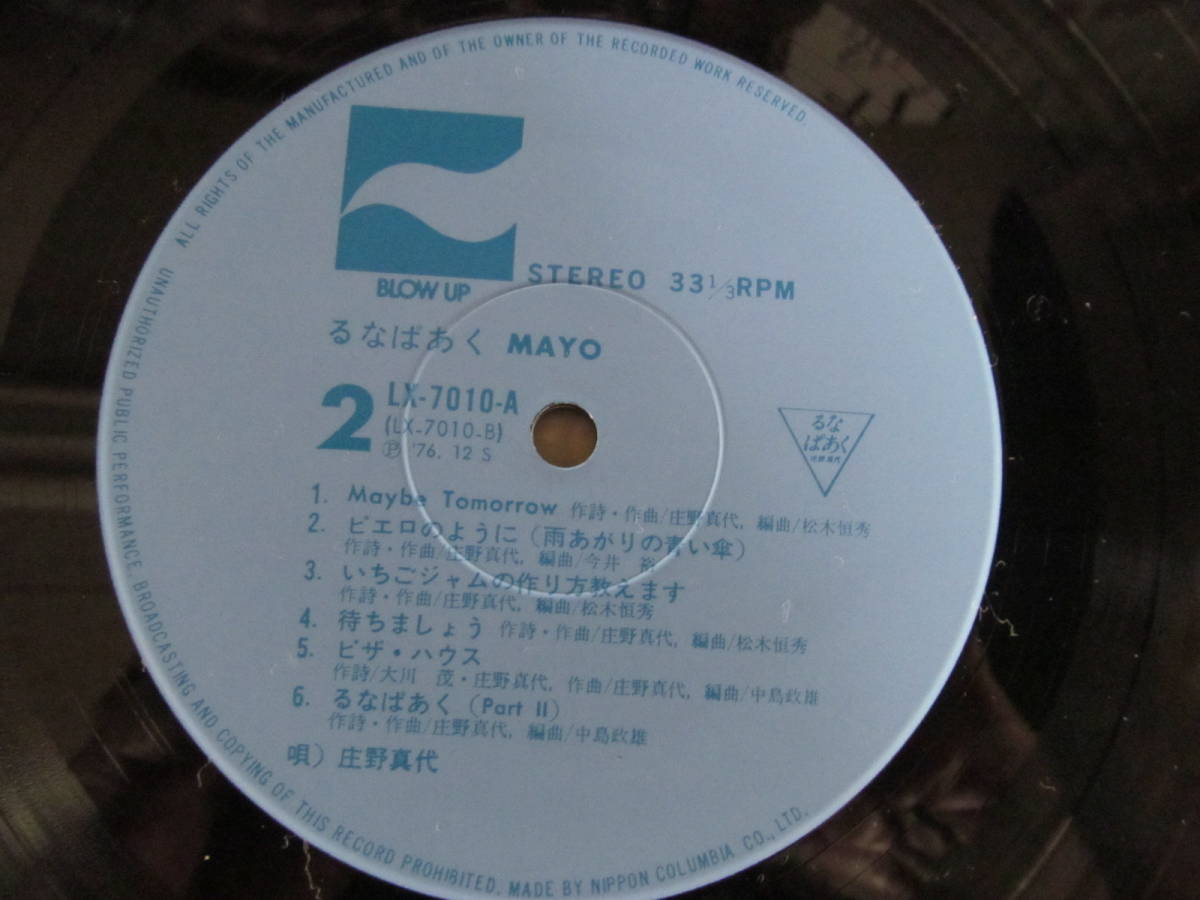 ALL RIGHTS OF THE MANUFACTURED AND OF THE OWNER OF THE RECORDED WORK RESERVED.
BLOW UP
STEREO 33 1/3 RPM
るなぱあく MAYO
2
LX-7010-A
(LX-7010-B)
Ⓟ '76. 12 S
るな
ぱあく
庄野真代
1. Maybe Tomorrow 作詩・作曲/庄野真代, 編曲/松木恒秀
2. ピエロのように (雨あがりの青い傘)
作詩・作曲/庄野真代, 編曲/今井 裕
3. いちごジャムの作り方教えます
作詩・作曲/庄野真代, 編曲/松木恒秀
4. 待ちましょう 作詩・作曲/庄野真代, 編曲/松木恒秀
5. ピザ・ハウス
作詩/大川 茂・庄野真代, 作曲/庄野真代, 編曲/中島政雄
6. るなぱあく (Part II)
作詩・作曲/庄野真代, 編曲/中島政雄
唄) 庄野真代
UNAUTHORIZED PUBLIC PERFORMANCE, BROADCASTING AND COPYING OF THIS RECORD PROHIBITED. MADE BY NIPPON COLUMBIA CO., LTD.